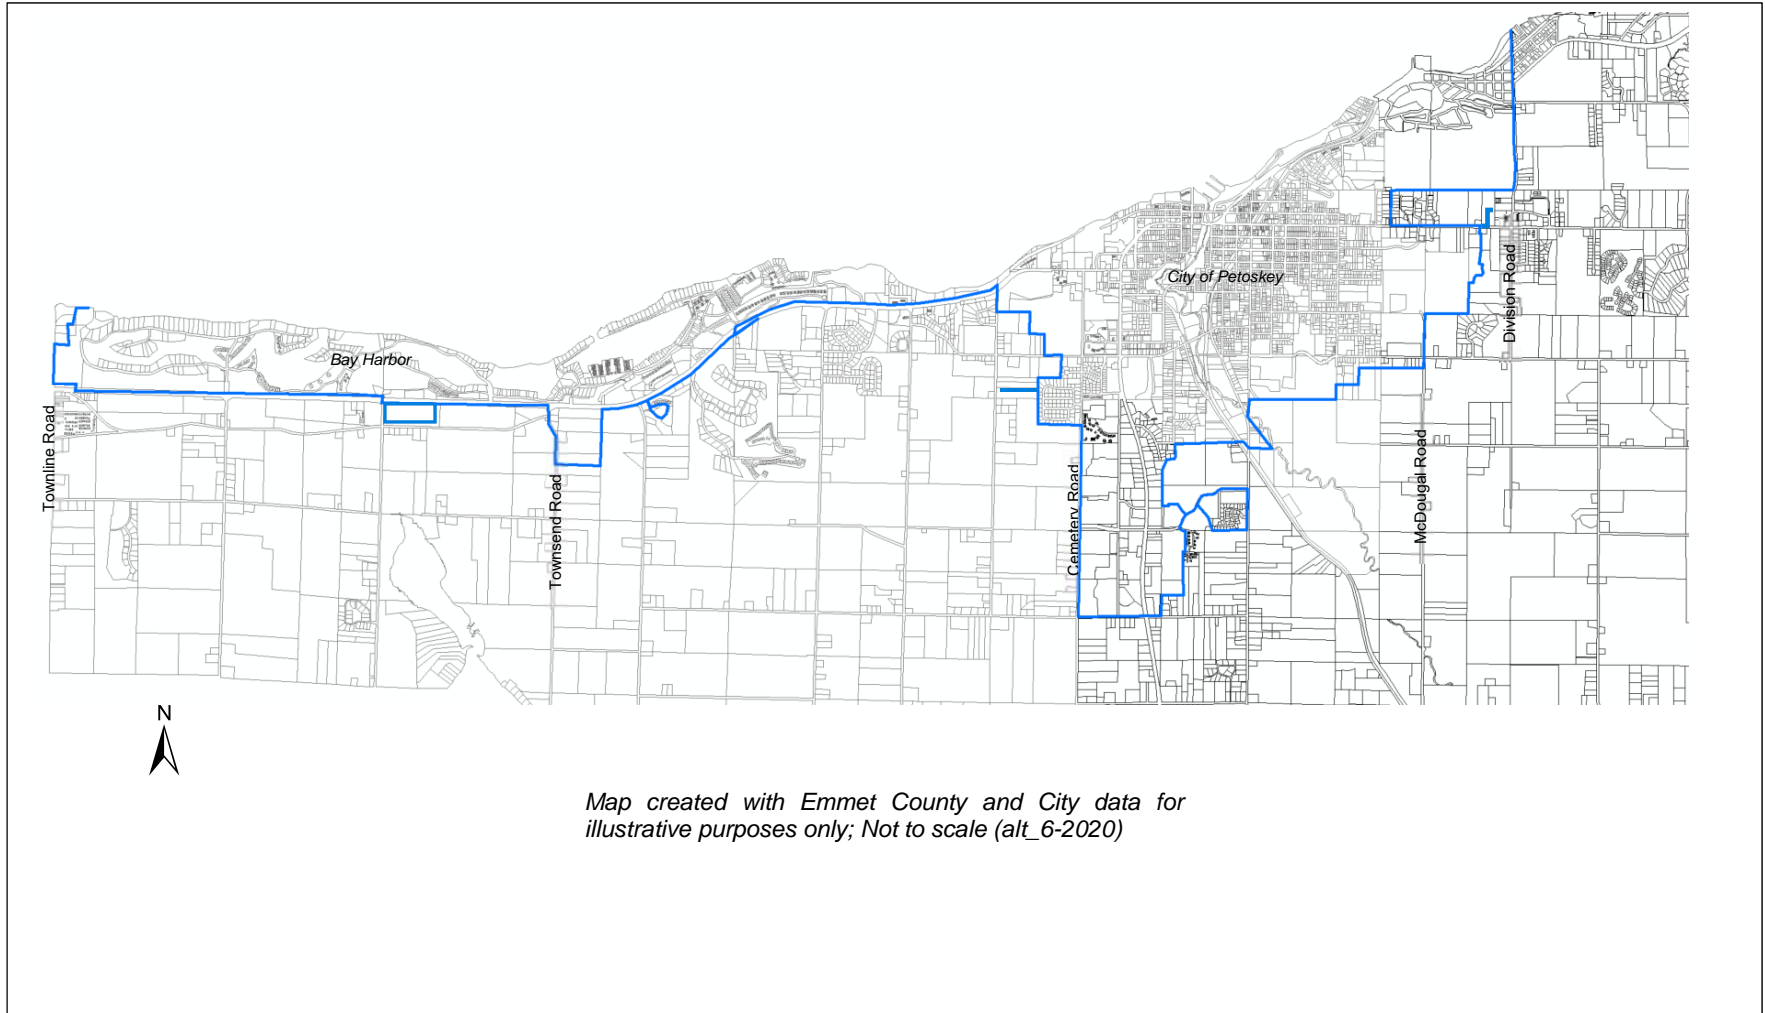 City of Petoskey
Division Road
Bay Harbor
Townline Road
Townsend Road
Cemetery Road
McDougal Road
N
Map created with Emmet County and City data for
illustrative purposes only; Not to scale (alt_6-2020)